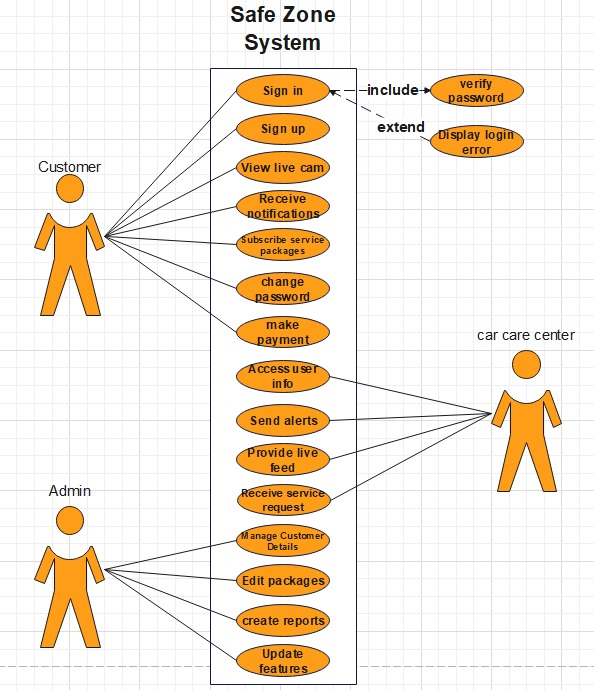 Safe Zone
System
Sign in
include
verify
password
extend
Display login
error
Sign up
Customer
View live cam
Receive
notifications
Subscribe service
packages
change
password
make
payment
car care center
Access user
info
Send alerts
Provide live
feed
Admin
Receive service
request
Manage Customer
Details
Edit packages
create reports
Update
features